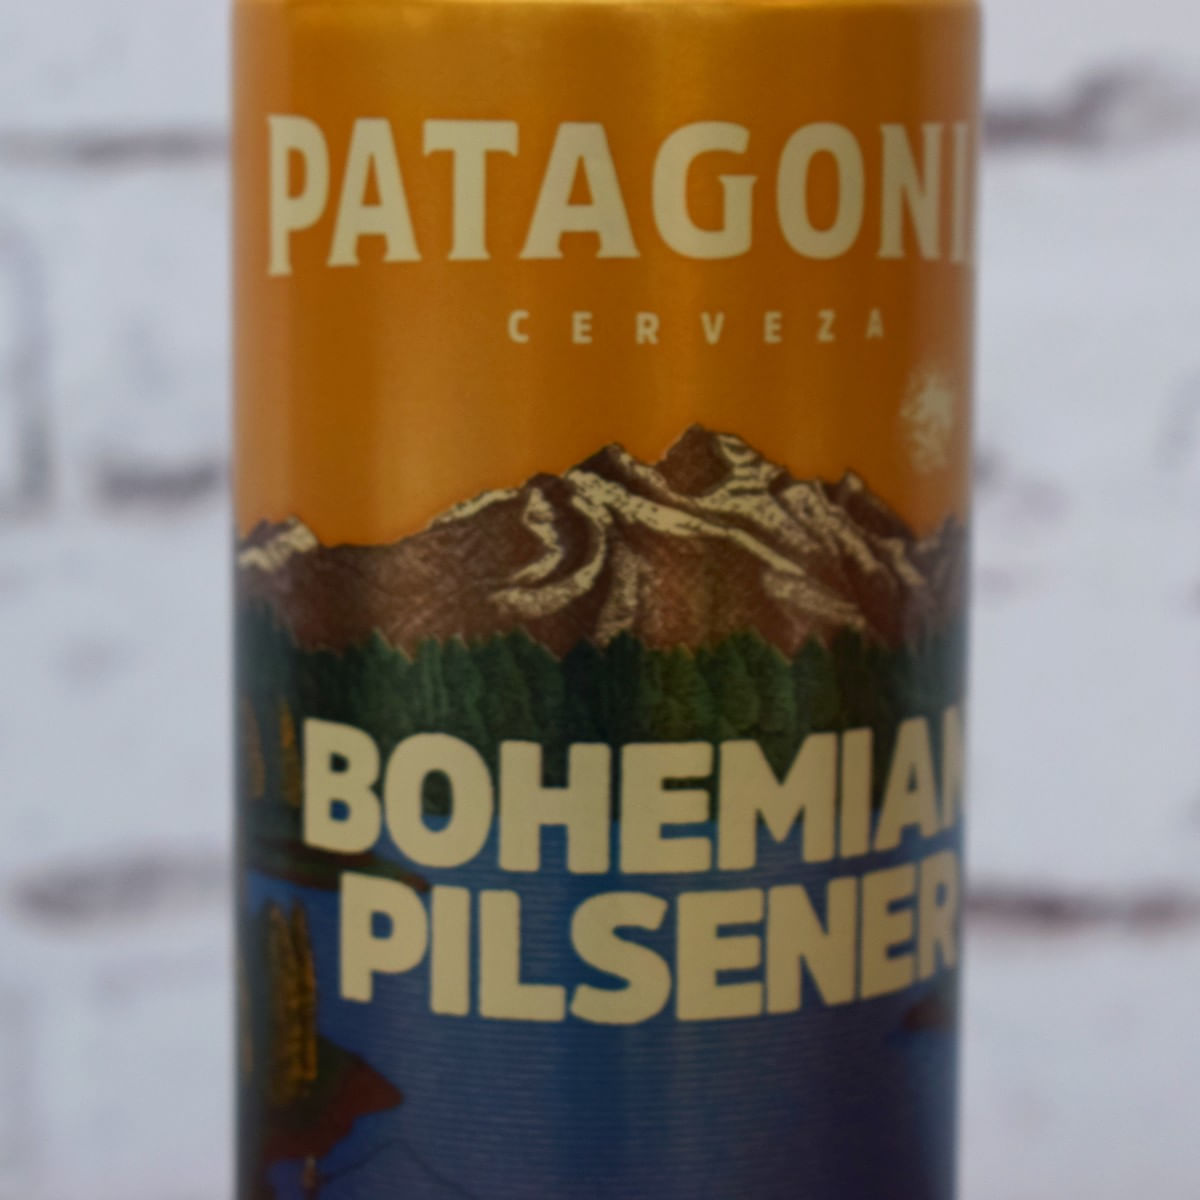 PATAGONI
CERVEZA
BOHEMIAN
PILSENER